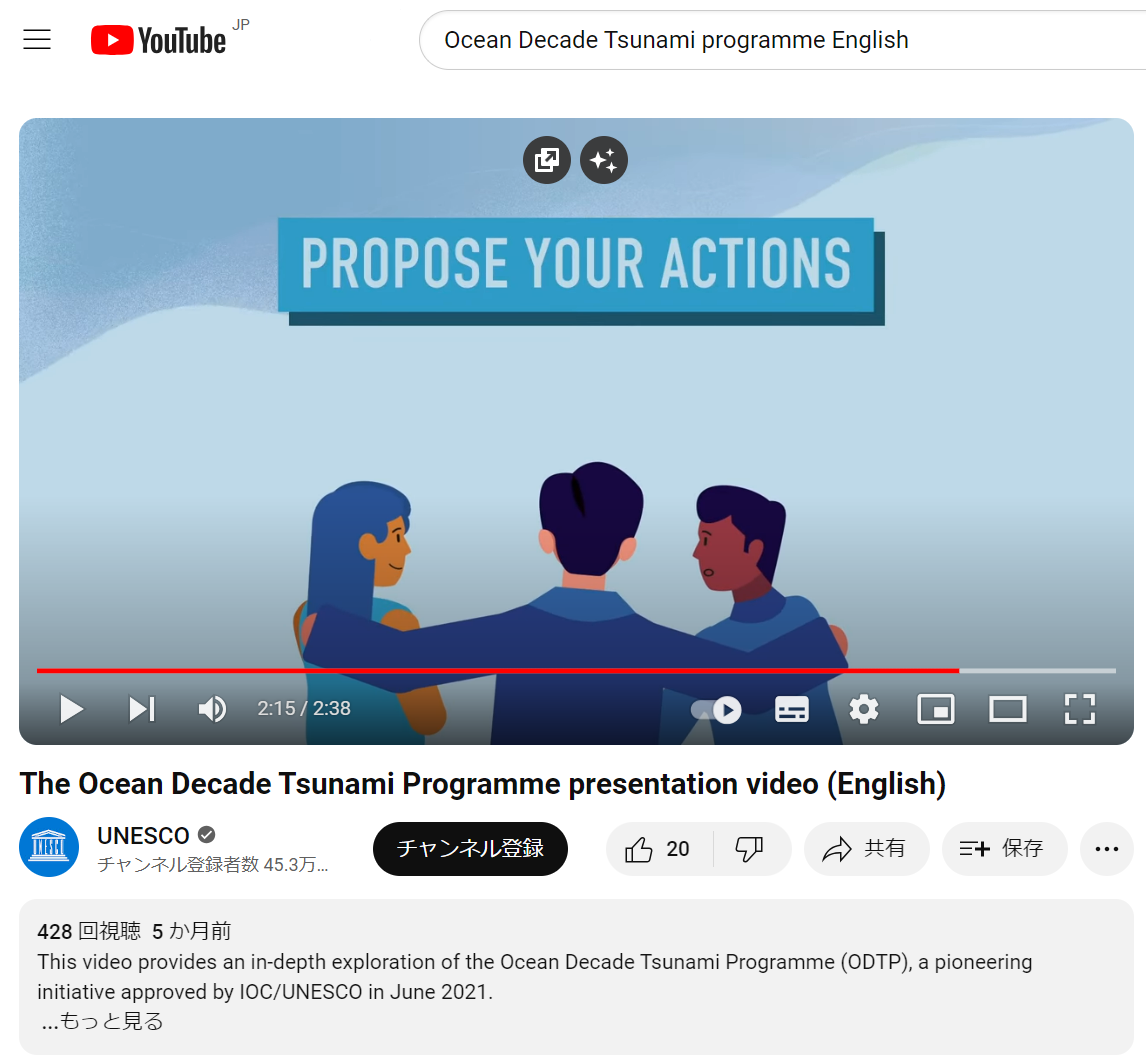 YouTube JP
Ocean Decade Tsunami programme English
PROPOSE YOUR ACTIONS
2:15 / 2:38
The Ocean Decade Tsunami Programme presentation video (English)
UNESCO
UNESCO
チャンネル登録者数 45.3万...
チャンネル登録
20
共有
保存
428 回視聴 5 か月前
This video provides an in-depth exploration of the Ocean Decade Tsunami Programme (ODTP), a pioneering
initiative approved by IOC/UNESCO in June 2021.
...もっと見る